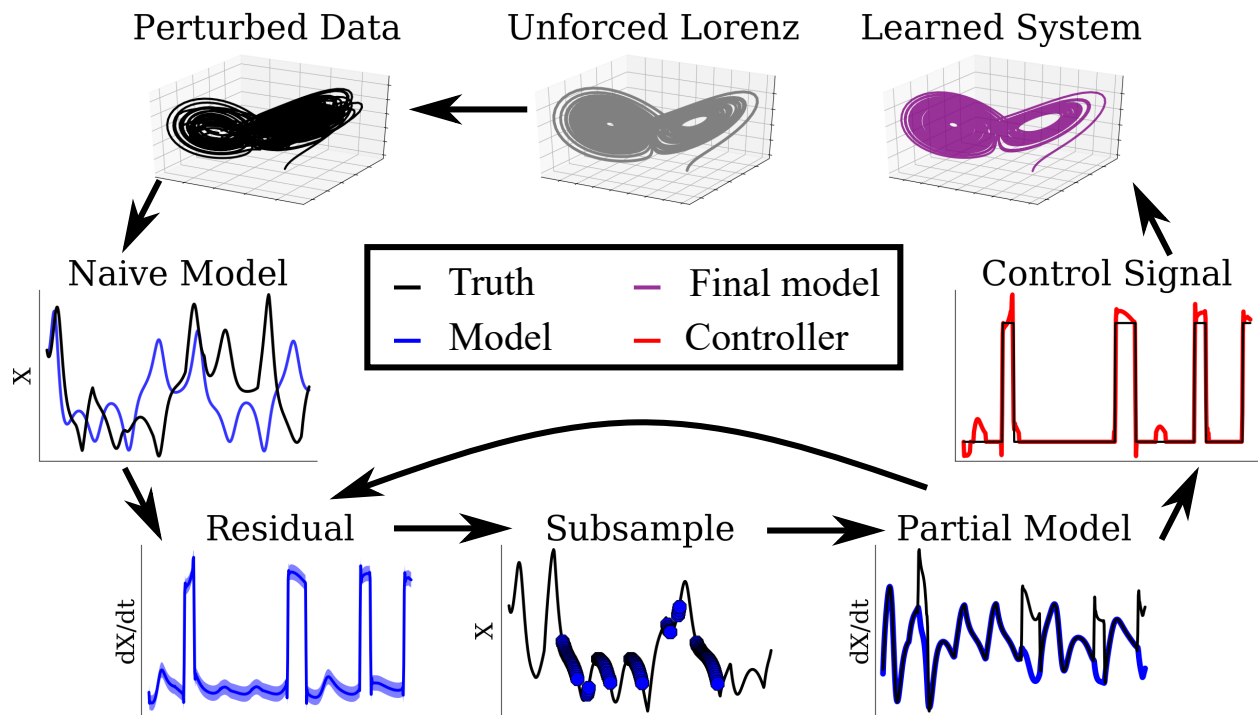 Perturbed Data
Unforced Lorenz
Learned System
Naive Model
X
Truth
Final model
Model
Controller
Control Signal
Residual
dX/dt
Subsample
X
Partial Model
dX/dt